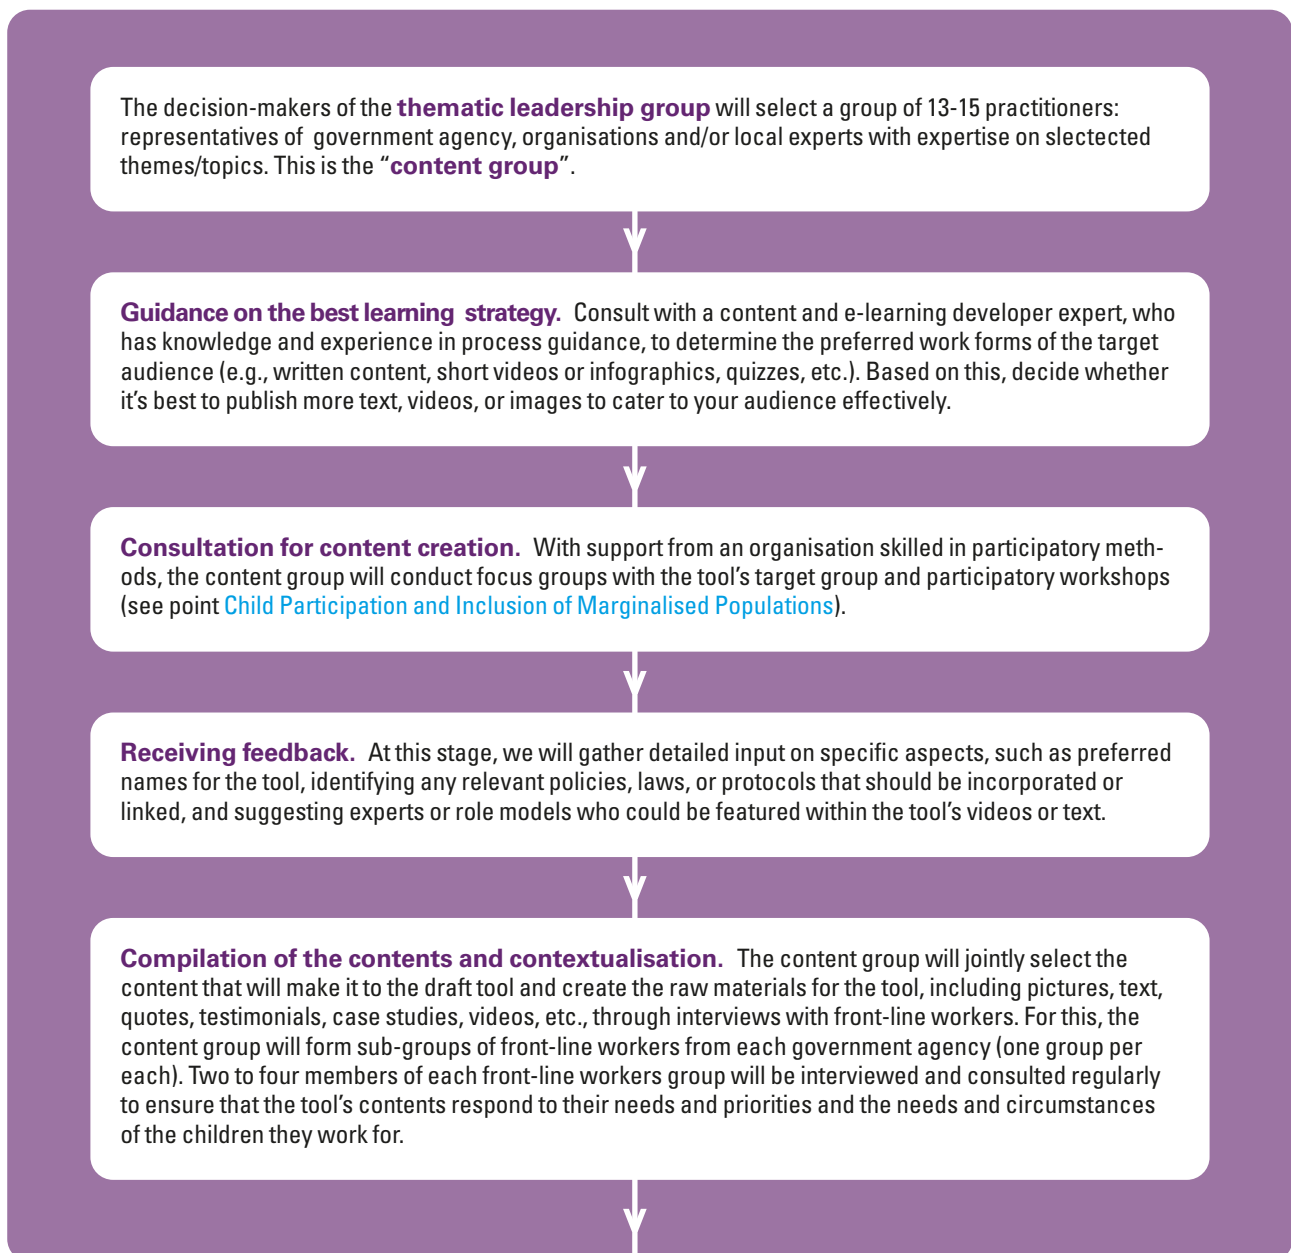 The decision-makers of the thematic leadership group will select a group of 13-15 practitioners:
representatives of government agency, organisations and/or local experts with expertise on slectected
themes/topics. This is the “content group”.
Guidance on the best learning strategy. Consult with a content and e-learning developer expert, who
has knowledge and experience in process guidance, to determine the preferred work forms of the target
audience (e.g., written content, short videos or infographics, quizzes, etc.). Based on this, decide whether
it's best to publish more text, videos, or images to cater to your audience effectively.
Consultation for content creation. With support from an organisation skilled in participatory meth-
ods, the content group will conduct focus groups with the tool's target group and participatory workshops
(see point Child Participation and Inclusion of Marginalised Populations).
Receiving feedback. At this stage, we will gather detailed input on specific aspects, such as preferred
names for the tool, identifying any relevant policies, laws, or protocols that should be incorporated or
linked, and suggesting experts or role models who could be featured within the tool's videos or text.
Compilation of the contents and contextualisation. The content group will jointly select the
content that will make it to the draft tool and create the raw materials for the tool, including pictures, text,
quotes, testimonials, case studies, videos, etc., through interviews with front-line workers. For this, the
content group will form sub-groups of front-line workers from each government agency (one group per
each). Two to four members of each front-line workers group will be interviewed and consulted regularly
to ensure that the tool's contents respond to their needs and priorities and the needs and circumstances
of the children they work for.